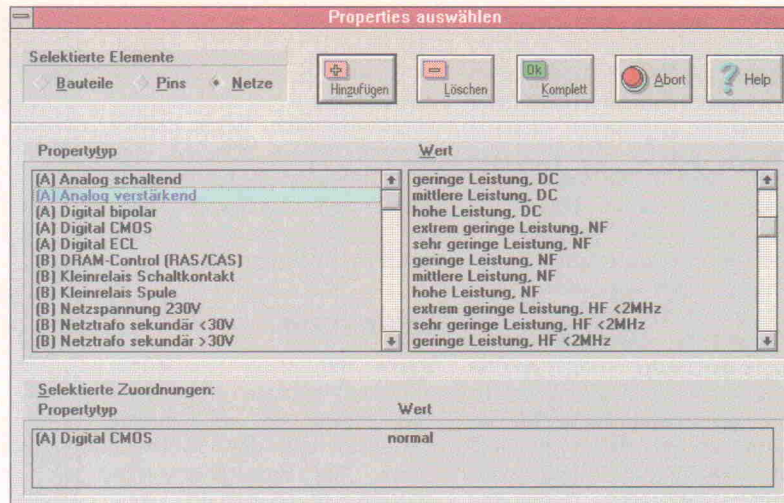 Properties auswählen
Selektierte Elemente
Bauteile Pins Netze
Hinzufügen
Löschen
Ok
Komplett
Abort
Help
Propertytyp Wert
(A) Analog schaltend
(A) Analog verstärkend
(A) Digital bipolar
(A) Digital CMOS
(A) Digital ECL
(B) DRAM-Control (RAS/CAS)
(B) Kleinrelais Schaltkontakt
(B) Kleinrelais Spule
(B) Netzspannung 230V
(B) Netztrafo sekundär <30V
(B) Netztrafo sekundär >30V
geringe Leistung, DC
mittlere Leistung, DC
hohe Leistung, DC
extrem geringe Leistung, NF
sehr geringe Leistung, NF
geringe Leistung, NF
mittlere Leistung, NF
hohe Leistung, NF
extrem geringe Leistung, HF <2MHz
sehr geringe Leistung, HF <2MHz
geringe Leistung, HF <2MHz
Selektierte Zuordnungen:
Propertytyp Wert
(A) Digital CMOS normal